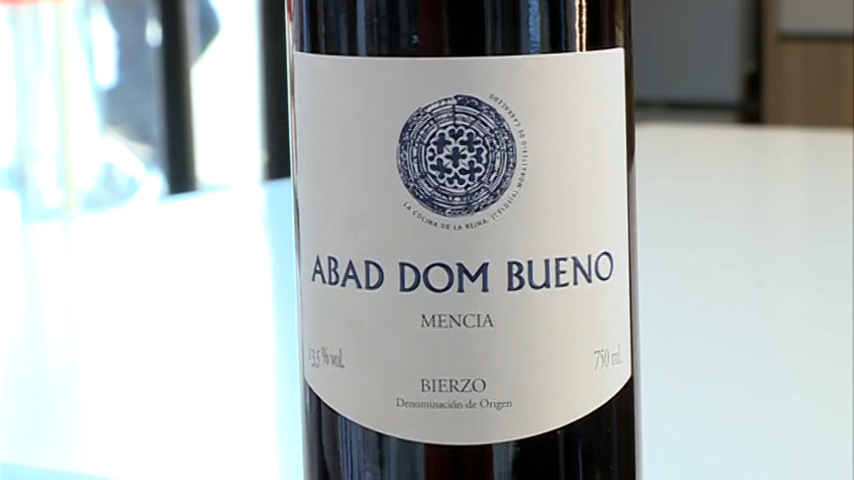 LA COCINA DE LA REINA. (CELOSÍA) MONASTERIO DE CARRACEDO
ABAD DOM BUENO
MENCIA
13,5 % vol.
750 ml.
BIERZO
Denominación de Origen